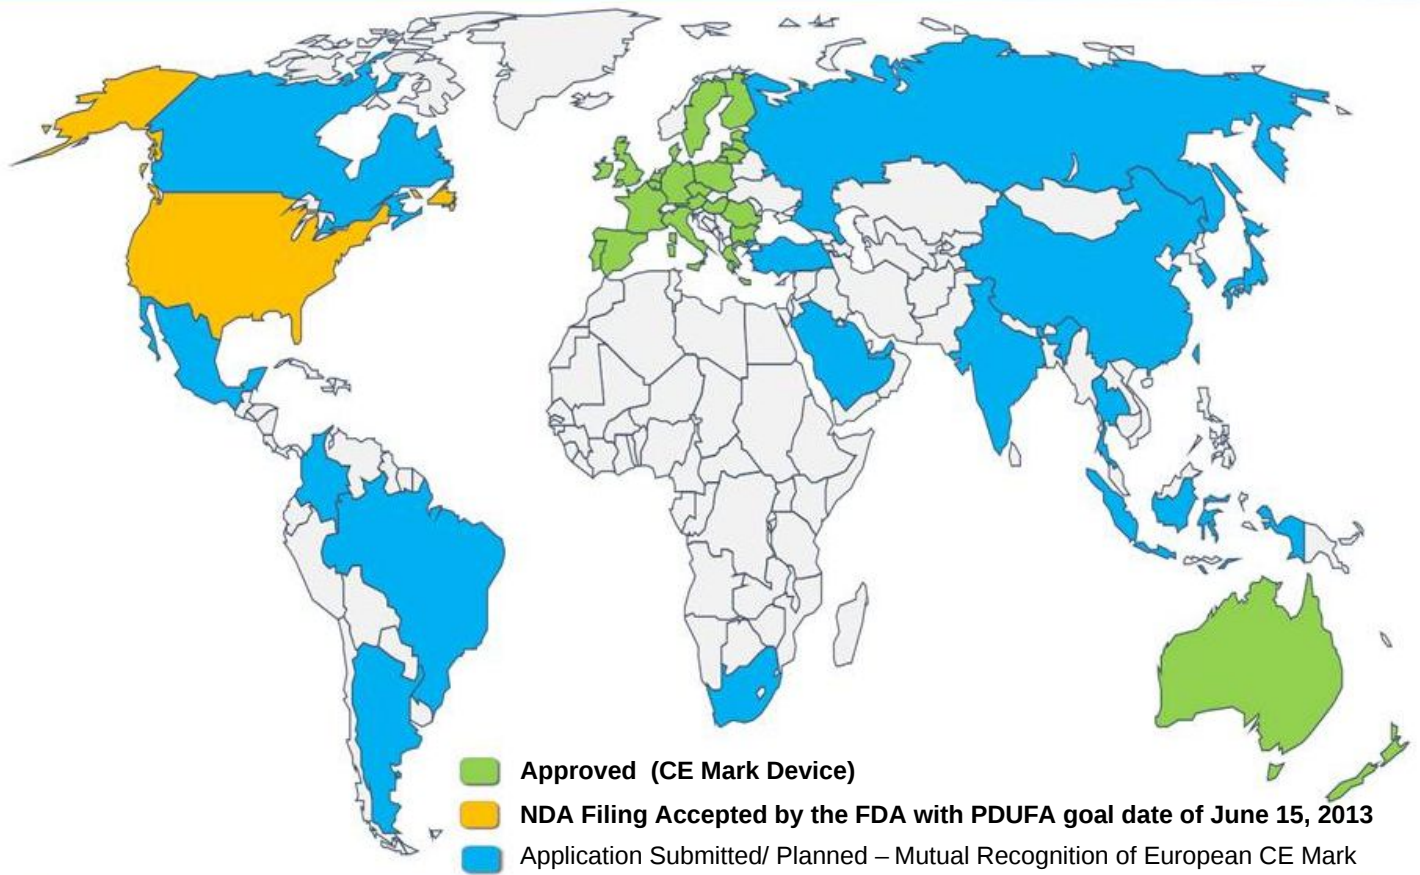 Approved  (CE Mark Device)
NDA Filing Accepted by the FDA with PDUFA goal date of June 15, 2013
Application Submitted/ Planned – Mutual Recognition of European CE Mark